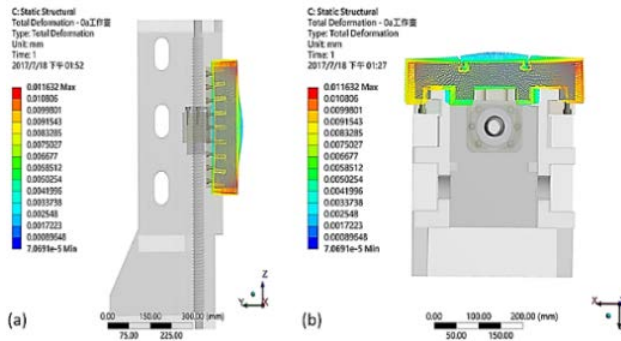 C: Static Structural
Total Deformation - 0a工作臺
Type: Total Deformation
Unit: mm
Time: 1
2017/7/18 下午 01:52
0.011632 Max
0.010806
0.0099801
0.0091543
0.0083285
0.0075027
0.006677
0.0058512
0.0050254
0.0041996
0.0033738
0.002548
0.0017223
0.00089648
7.0691e-5 Min
0.00
150.00
300.00 (mm)
75.00
225.00
Z
Y
X
(a)
C: Static Structural
Total Deformation - 0a工作臺
Type: Total Deformation
Unit: mm
Time: 1
2017/7/18 下午 01:27
0.011632 Max
0.010806
0.0099801
0.0091543
0.0083285
0.0075027
0.006677
0.0058512
0.0050254
0.0041996
0.0033738
0.002548
0.0017223
0.00089648
7.0691e-5 Min
0.00
100.00
200.00 (mm)
50.00
150.00
X
(b)